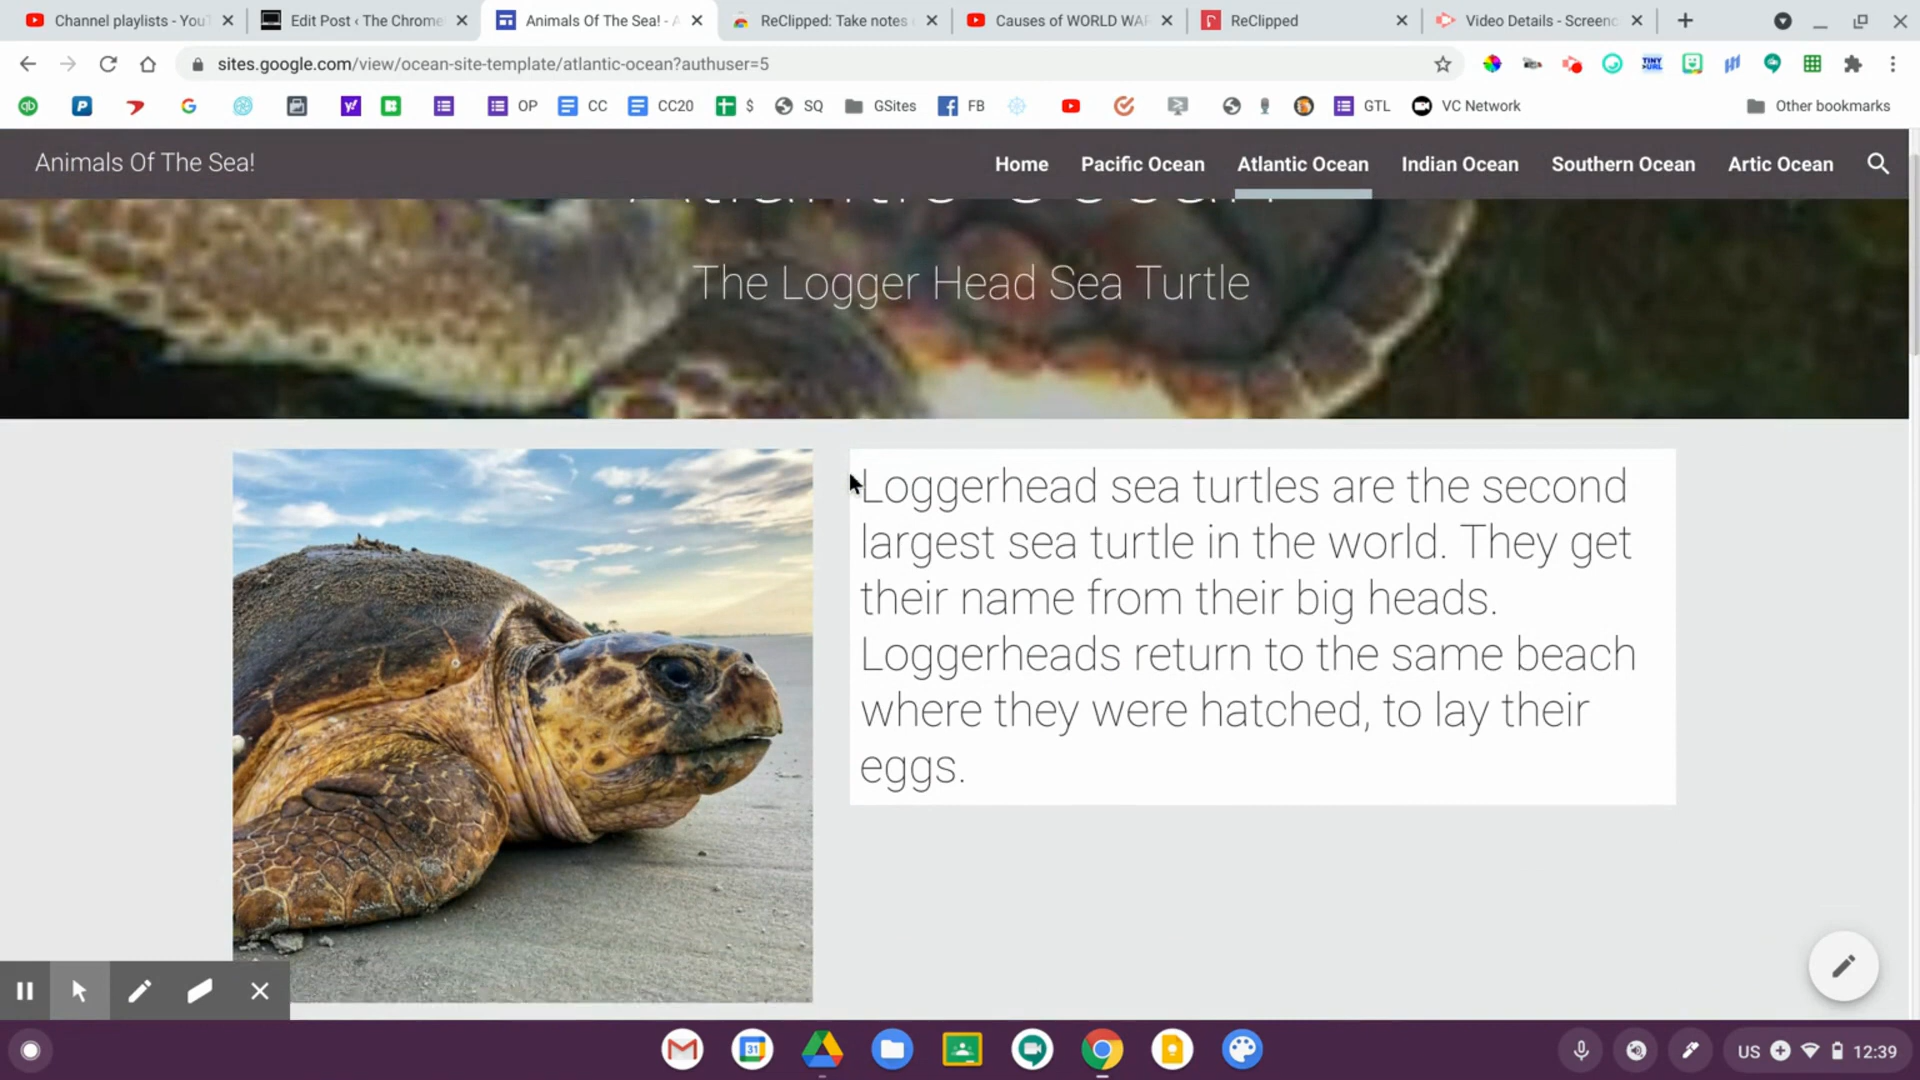 Channel playlists - YouT
Edit Post ‹ The Chrome
Animals Of The Sea! - A
ReClipped: Take notes
Causes of WORLD WAR
ReClipped
Video Details - Screenc
sites.google.com/view/ocean-site-template/atlantic-ocean?authuser=5
OP
CC
CC20
$
SQ
GSites
FB
GTL
VC Network
Other bookmarks
Animals Of The Sea!
Home
Pacific Ocean
Atlantic Ocean
Indian Ocean
Southern Ocean
Artic Ocean
Atlantic Ocean
The Logger Head Sea Turtle
Loggerhead sea turtles are the second
largest sea turtle in the world. They get
their name from their big heads.
Loggerheads return to the same beach
where they were hatched, to lay their
eggs.
US
12:39